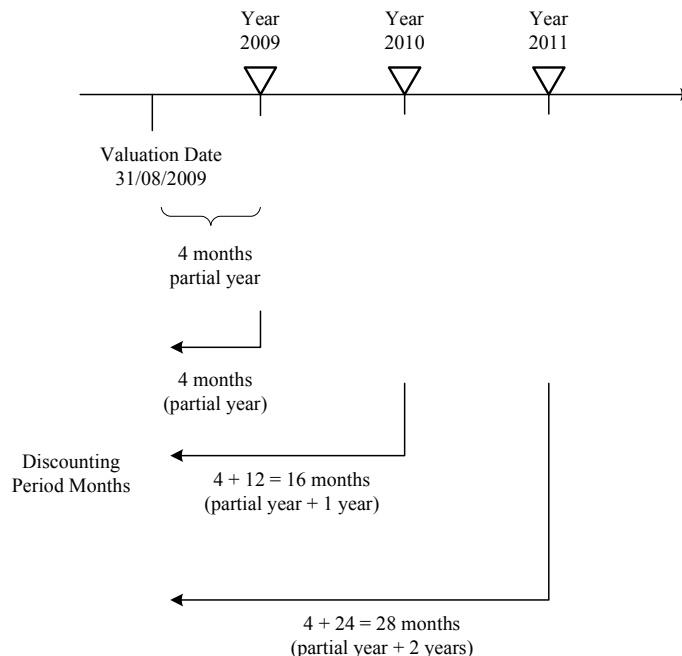 Year
2009
Year
2010
Year
2011
Valuation Date
31/08/2009
4 months
partial year
4 months
(partial year)
Discounting
Period Months
4 + 12 = 16 months
(partial year + 1 year)
4 + 24 = 28 months
(partial year + 2 years)